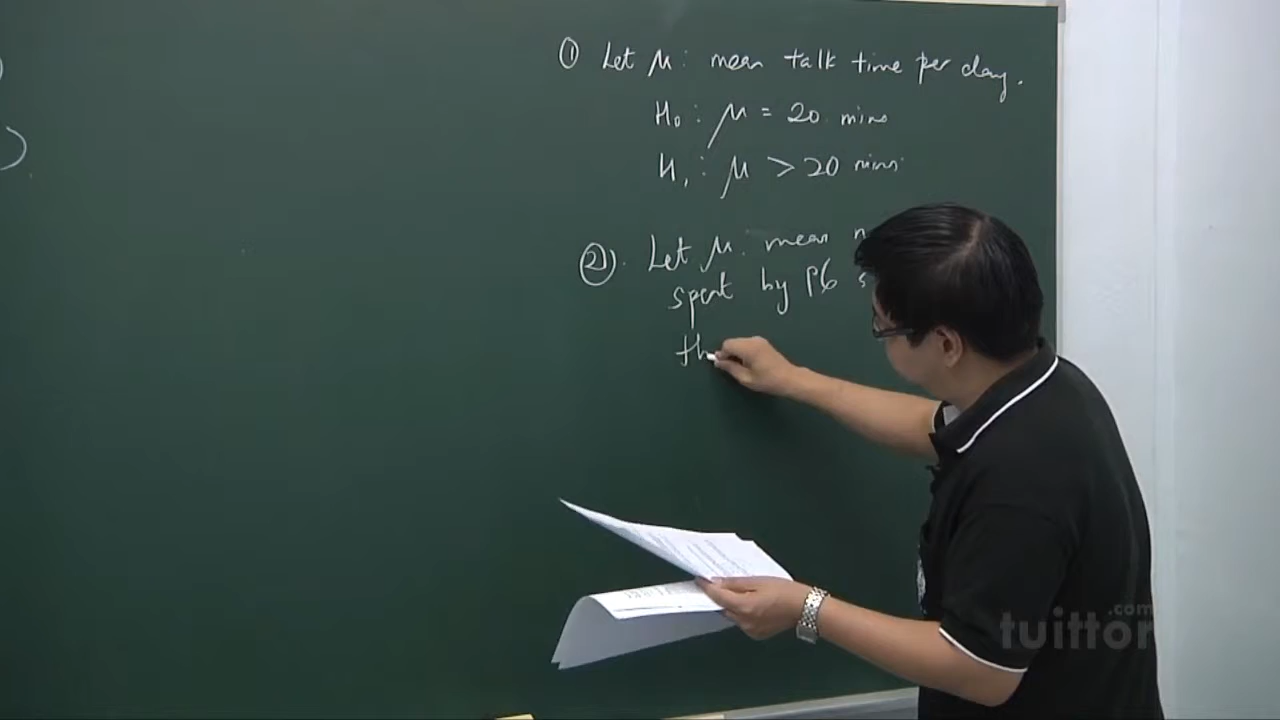 ① Let μ: mean talk time per day.
H₀: μ = 20 mins
H₁: μ > 20 mins
②. Let μ: mean
spent by P6
th
tuittor.com